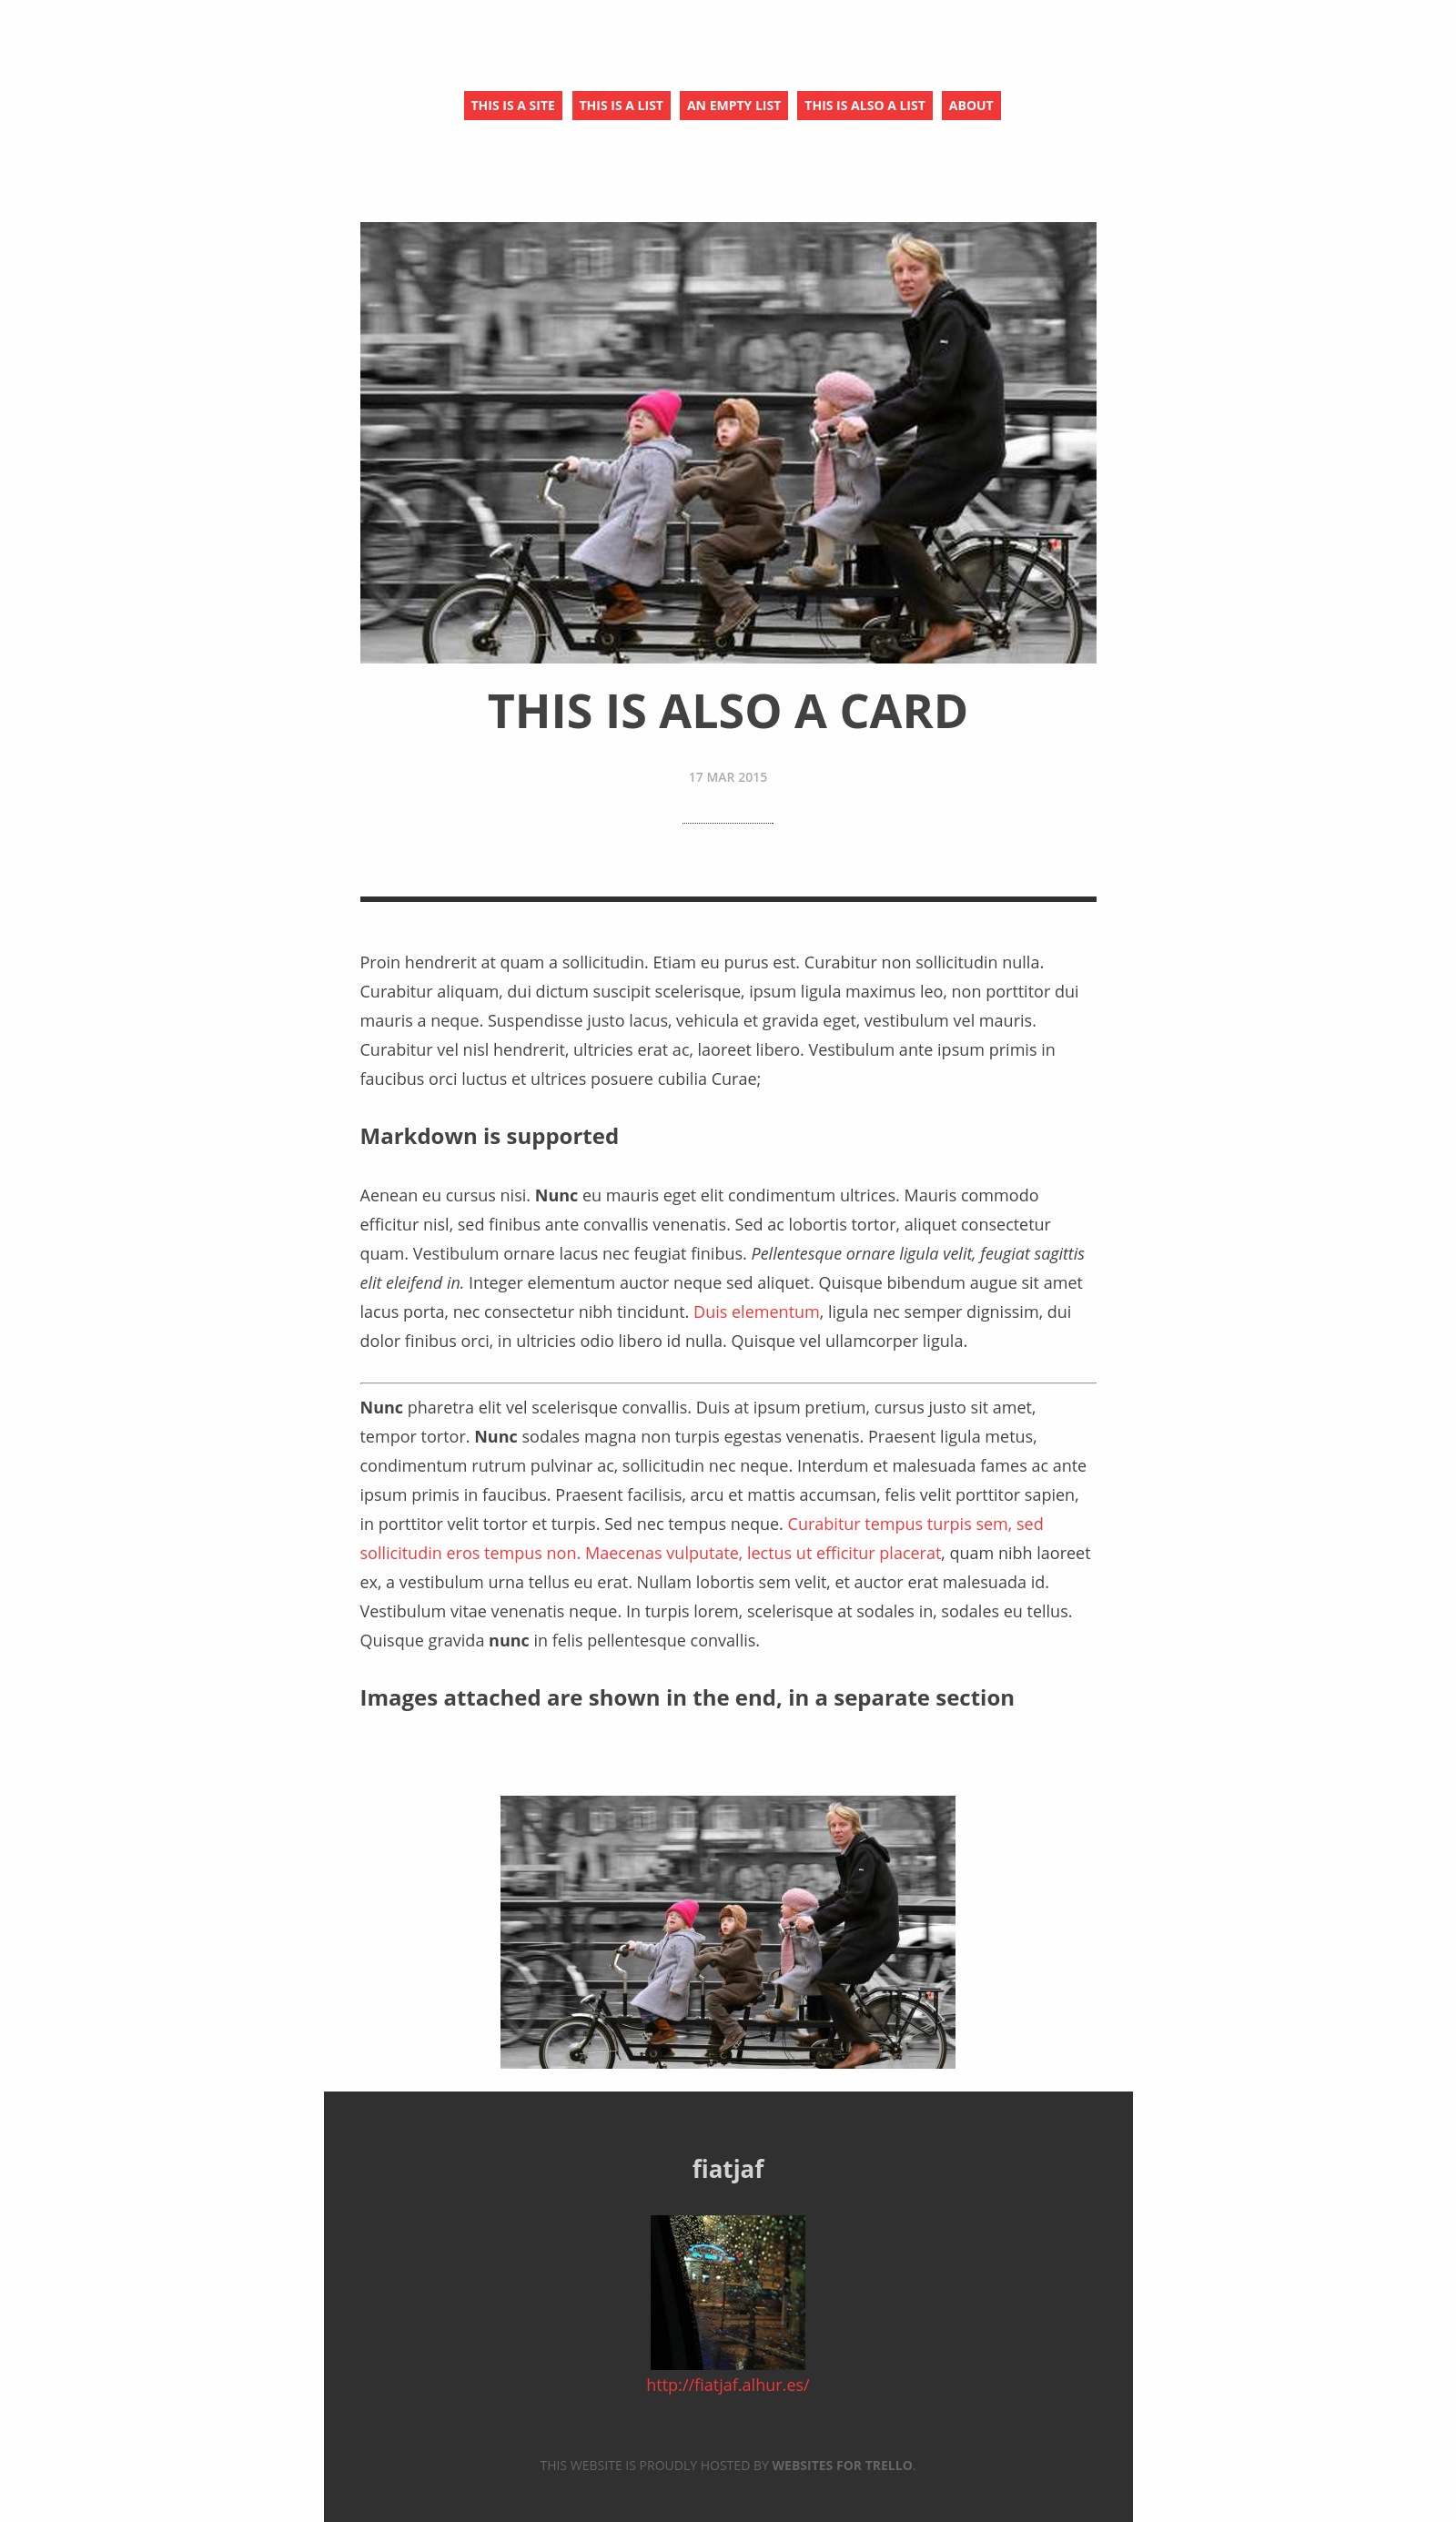 THIS IS A SITE THIS IS A LIST AN EMPTY LIST THIS IS ALSO A LIST ABOUT
THIS IS ALSO A CARD
17 MAR 2015
Proin hendrerit at quam a sollicitudin. Etiam eu purus est. Curabitur non sollicitudin nulla.
Curabitur aliquam, dui dictum suscipit scelerisque, ipsum ligula maximus leo, non porttitor dui
mauris a neque. Suspendisse justo lacus, vehicula et gravida eget, vestibulum vel mauris.
Curabitur vel nisl hendrerit, ultricies erat ac, laoreet libero. Vestibulum ante ipsum primis in
faucibus orci luctus et ultrices posuere cubilia Curae;
Markdown is supported
Aenean eu cursus nisi. Nunc eu mauris eget elit condimentum ultrices. Mauris commodo
efficitur nisl, sed finibus ante convallis venenatis. Sed ac lobortis tortor, aliquet consectetur
quam. Vestibulum ornare lacus nec feugiat finibus. Pellentesque ornare ligula velit, feugiat sagittis
elit eleifend in. Integer elementum auctor neque sed aliquet. Quisque bibendum augue sit amet
lacus porta, nec consectetur nibh tincidunt. Duis elementum, ligula nec semper dignissim, dui
dolor finibus orci, in ultricies odio libero id nulla. Quisque vel ullamcorper ligula.
Nunc pharetra elit vel scelerisque convallis. Duis at ipsum pretium, cursus justo sit amet,
tempor tortor. Nunc sodales magna non turpis egestas venenatis. Praesent ligula metus,
condimentum rutrum pulvinar ac, sollicitudin nec neque. Interdum et malesuada fames ac ante
ipsum primis in faucibus. Praesent facilisis, arcu et mattis accumsan, felis velit porttitor sapien,
in porttitor velit tortor et turpis. Sed nec tempus neque. Curabitur tempus turpis sem, sed
sollicitudin eros tempus non. Maecenas vulputate, lectus ut efficitur placerat, quam nibh laoreet
ex, a vestibulum urna tellus eu erat. Nullam lobortis sem velit, et auctor erat malesuada id.
Vestibulum vitae venenatis neque. In turpis lorem, scelerisque at sodales in, sodales eu tellus.
Quisque gravida nunc in felis pellentesque convallis.
Images attached are shown in the end, in a separate section
fiatjaf
http://fiatjaf.alhur.es/
THIS WEBSITE IS PROUDLY HOSTED BY WEBSITES FOR TRELLO.